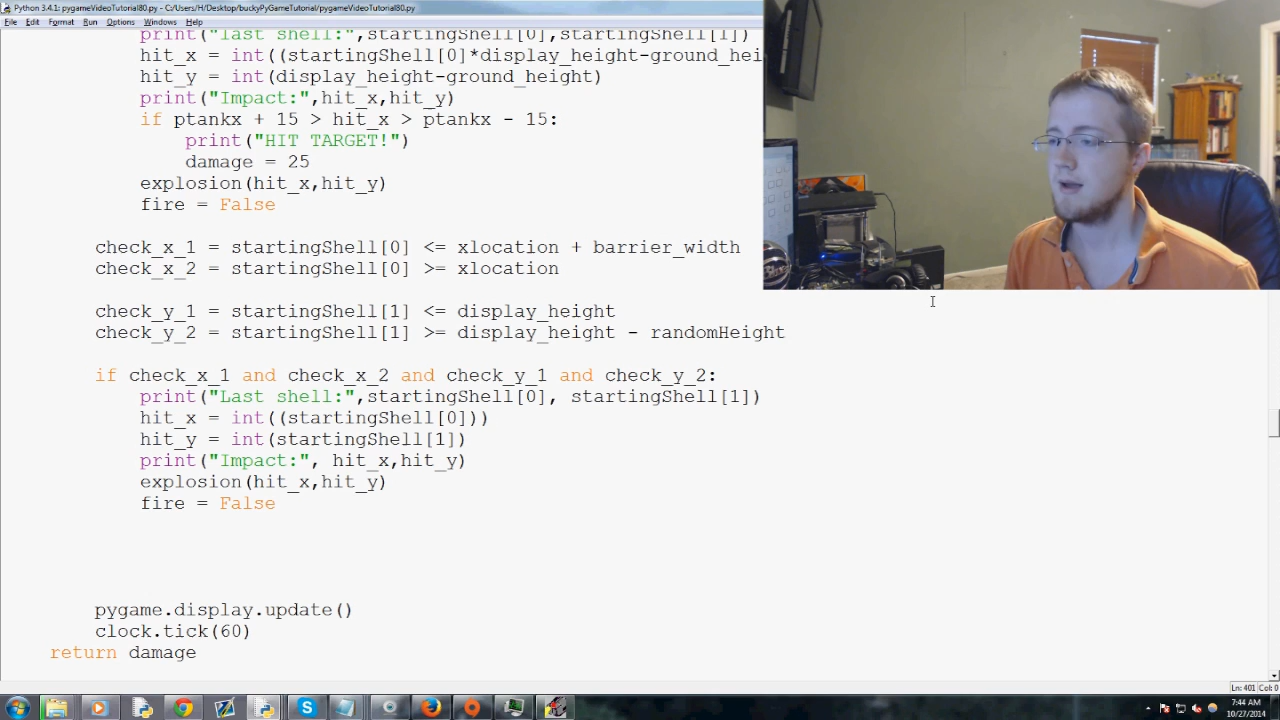 Python 3.4.1: pygameVideoTutorial80.py - C:/Users/H/Desktop/buckyPyGameTutorial/pygameVideoTutorial80.py
File Edit Format Run Options Windows Help
print("last shell:",startingShell[0],startingShell[1])
hit_x = int((startingShell[0]*display_height-ground_hei
hit_y = int(display_height-ground_height)
print("Impact:",hit_x,hit_y)
if ptankx + 15 > hit_x > ptankx - 15:
print("HIT TARGET!")
damage = 25
explosion(hit_x,hit_y)
fire = False
check_x_1 = startingShell[0] <= xlocation + barrier_width
check_x_2 = startingShell[0] >= xlocation
check_y_1 = startingShell[1] <= display_height
check_y_2 = startingShell[1] >= display_height - randomHeight
if check_x_1 and check_x_2 and check_y_1 and check_y_2:
print("Last shell:",startingShell[0], startingShell[1])
hit_x = int((startingShell[0]))
hit_y = int(startingShell[1])
print("Impact:", hit_x,hit_y)
explosion(hit_x,hit_y)
fire = False
pygame.display.update()
clock.tick(60)
return damage
Ln: 401 Col: 0
7:44 AM
10/27/2014